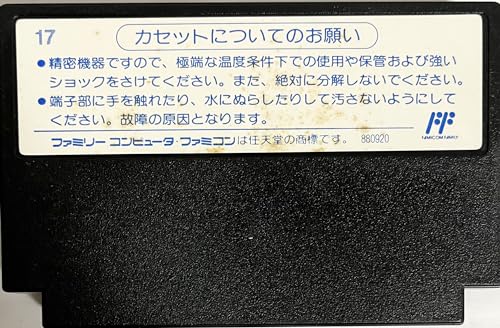 17
カセットについてのお願い
●精密機器ですので、極端な温度条件下での使用や保管および強い
ショックをさけてください。また、絶対に分解しないでください。
●端子部に手を触れたり、水にぬらしたりして汚さないようにして
ください。故障の原因となります。
ファミリーコンピュータ・ファミコンは任天堂の商標です。 880920